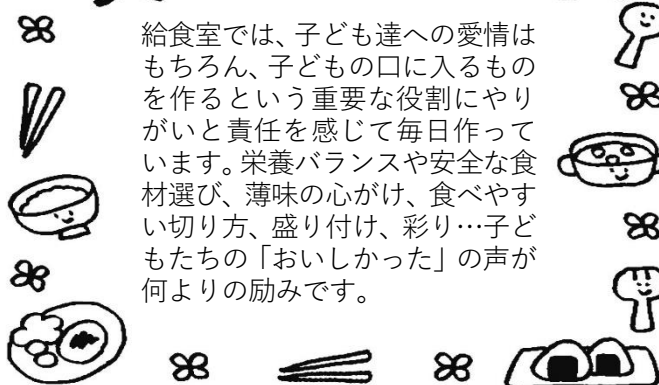 給食室では、子ども達への愛情は
もちろん、子どもの口に入るもの
を作るという重要な役割にやり
がいと責任を感じて毎日作って
います。栄養バランスや安全な食
材選び、薄味の心がけ、食べやす
い切り方、盛り付け、彩り…子ど
もたちの「おいしかった」の声が
何よりの励みです。